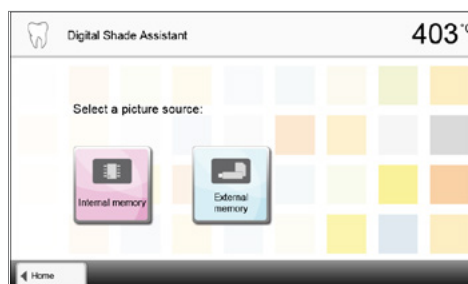 Digital Shade Assistant
403 °C
Select a picture source:
Internal memory
External
memory
Home